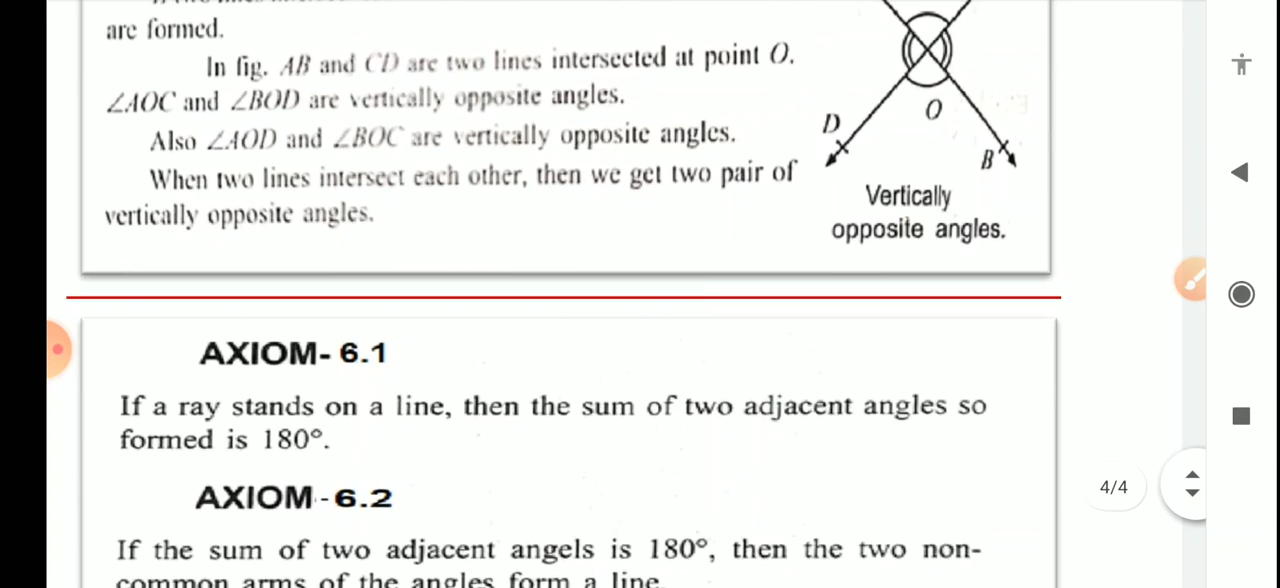 are formed.
In fig. AB and CD are two lines intersected at point O.
∠AOC and ∠BOD are vertically opposite angles.
Also ∠AOD and ∠BOC are vertically opposite angles.
When two lines intersect each other, then we get two pair of
vertically opposite angles.
O
D
B
Vertically
opposite angles.
AXIOM- 6.1
If a ray stands on a line, then the sum of two adjacent angles so
formed is 180°.
AXIOM - 6.2
If the sum of two adjacent angels is 180°, then the two non-
common arms of the angles form a line.
4/4